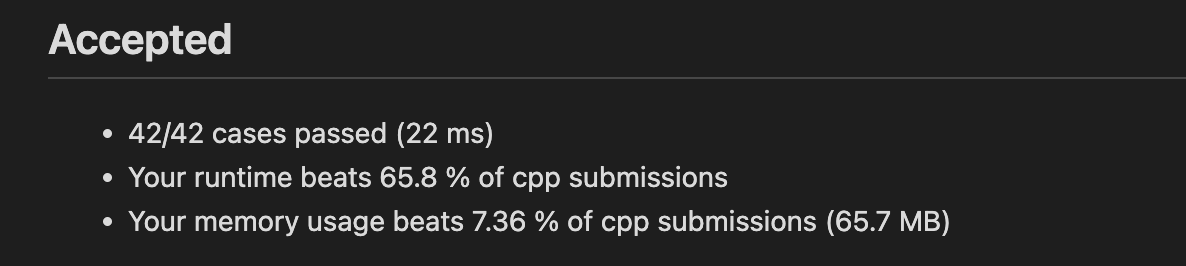 Accepted
42/42 cases passed (22 ms)
Your runtime beats 65.8 % of cpp submissions
Your memory usage beats 7.36 % of cpp submissions (65.7 MB)